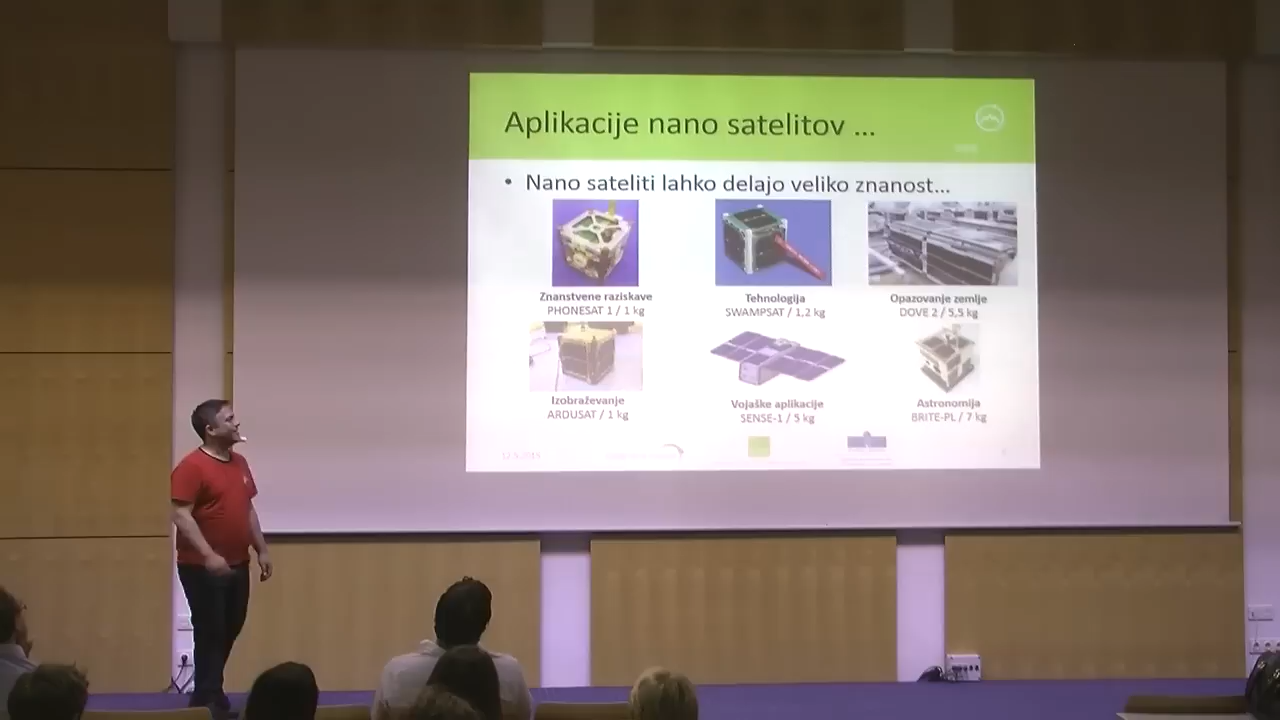 Aplikacije nano satelitov ...
• Nano sateliti lahko delajo veliko znanost...
Znanstvene raziskave
PHONESAT 1 / 1 kg
Tehnologija
SWAMPSAT / 1,2 kg
Opazovanje zemlje
DOVE 2 / 5,5 kg
Izobraževanje
ARDUSAT / 1 kg
Vojaške aplikacije
SENSE-1 / 5 kg
Astronomija
BRITE-PL / 7 kg